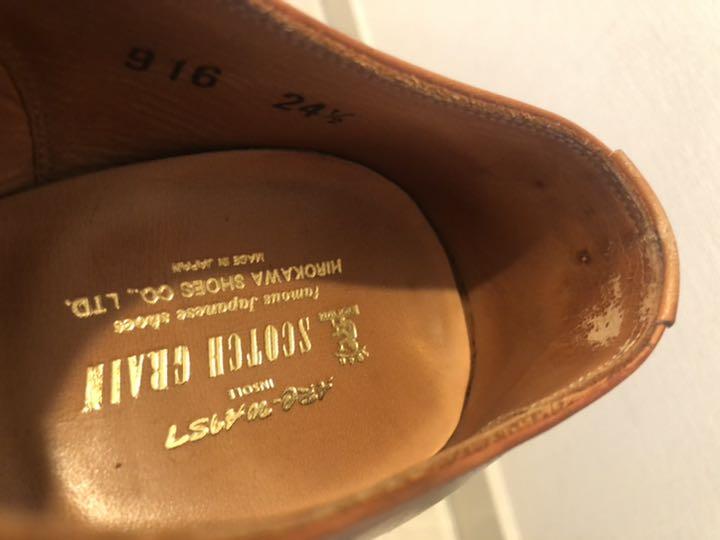 916 24½
INSOLE
SCOTCH GRAIN
famous Japanese shoes
HIROKAWA SHOES CO., LTD.
MADE IN JAPAN